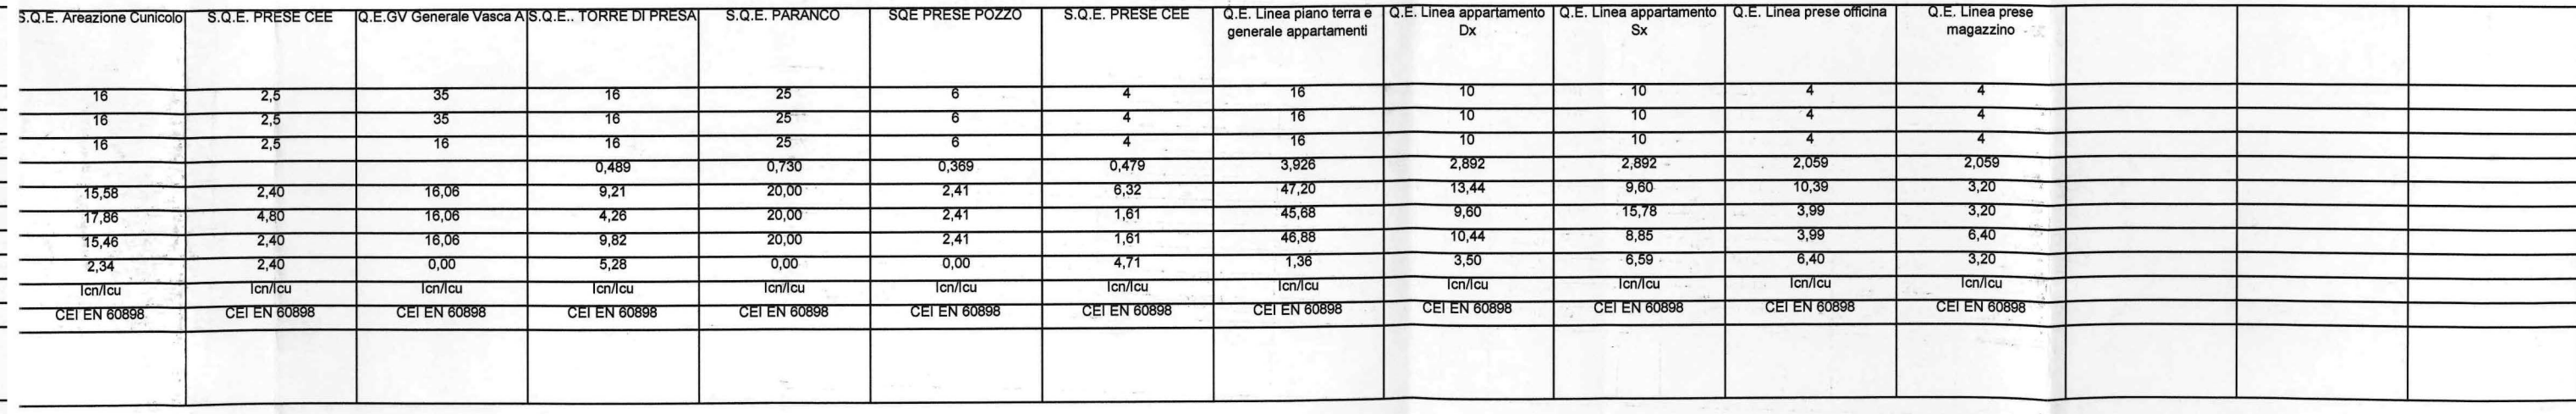 S.Q.E. Areazione Cunicolo S.Q.E. PRESE CEE Q.E.GV Generale Vasca A S.Q.E.. TORRE DI PRESA S.Q.E. PARANCO SQE PRESE POZZO S.Q.E. PRESE CEE Q.E. Linea piano terra e generale appartamenti Q.E. Linea appartamento Dx Q.E. Linea appartamento Sx Q.E. Linea prese officina Q.E. Linea prese magazzino
16 2,5 35 16 25 6 4 16 10 10 4 4
16 2,5 35 16 25 6 4 16 10 10 4 4
16 2,5 16 16 25 6 4 16 10 10 4 4
0,489 0,730 0,369 0,479 3,926 2,892 2,892 2,059 2,059
15,58 2,40 16,06 9,21 20,00 2,41 6,32 47,20 13,44 9,60 10,39 3,20
17,86 4,80 16,06 4,26 20,00 2,41 1,61 45,68 9,60 15,78 3,99 3,20
15,46 2,40 16,06 9,82 20,00 2,41 1,61 46,88 10,44 8,85 3,99 6,40
2,34 2,40 0,00 5,28 0,00 0,00 4,71 1,36 3,50 6,59 6,40 3,20
Icn/Icu Icn/Icu Icn/Icu Icn/Icu Icn/Icu Icn/Icu Icn/Icu Icn/Icu Icn/Icu Icn/Icu Icn/Icu Icn/Icu
CEI EN 60898 CEI EN 60898 CEI EN 60898 CEI EN 60898 CEI EN 60898 CEI EN 60898 CEI EN 60898 CEI EN 60898 CEI EN 60898 CEI EN 60898 CEI EN 60898 CEI EN 60898